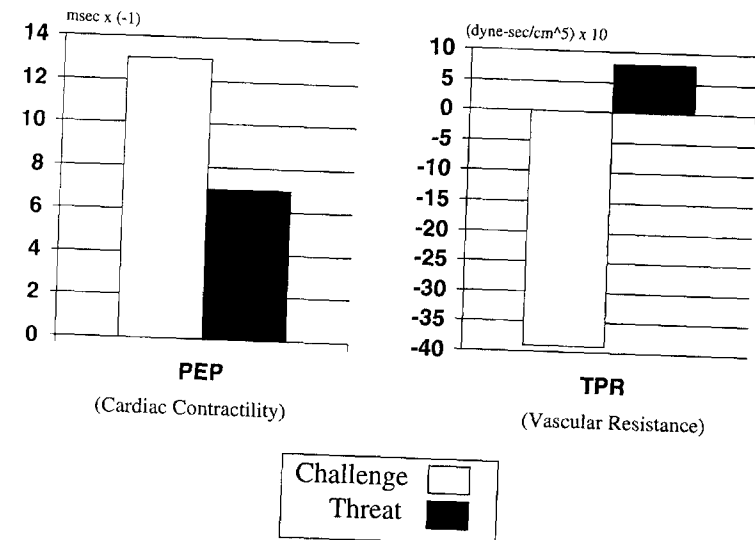 msec x (-1)
14
12
10
8
6
4
2
0
PEP
(Cardiac Contractility)
(dyne-sec/cm^5) x 10
10
5
0
-5
-10
-15
-20
-25
-30
-35
-40
TPR
(Vascular Resistance)
Challenge
Threat